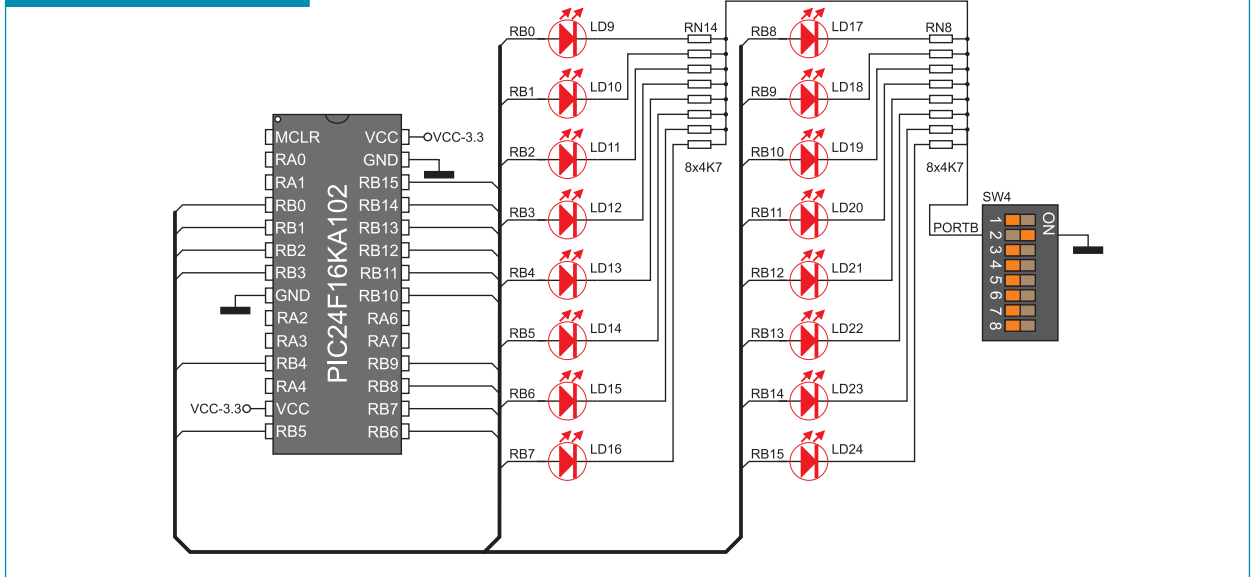 PIC24F16KA102
MCLR
RA0
RA1
RB0
RB1
RB2
RB3
GND
RA2
RA3
RB4
RA4
VCC
RB5
VCC
GND
RB15
RB14
RB13
RB12
RB11
RB10
RA6
RA7
RB9
RB8
RB7
RB6
VCC-3.3
VCC-3.3
RB0 LD9
RB1 LD10
RB2 LD11
RB3 LD12
RB4 LD13
RB5 LD14
RB6 LD15
RB7 LD16
RN14
8x4K7
RB8 LD17
RB9 LD18
RB10 LD19
RB11 LD20
RB12 LD21
RB13 LD22
RB14 LD23
RB15 LD24
RN8
8x4K7
SW4
PORTB
ON
1
2
3
4
5
6
7
8